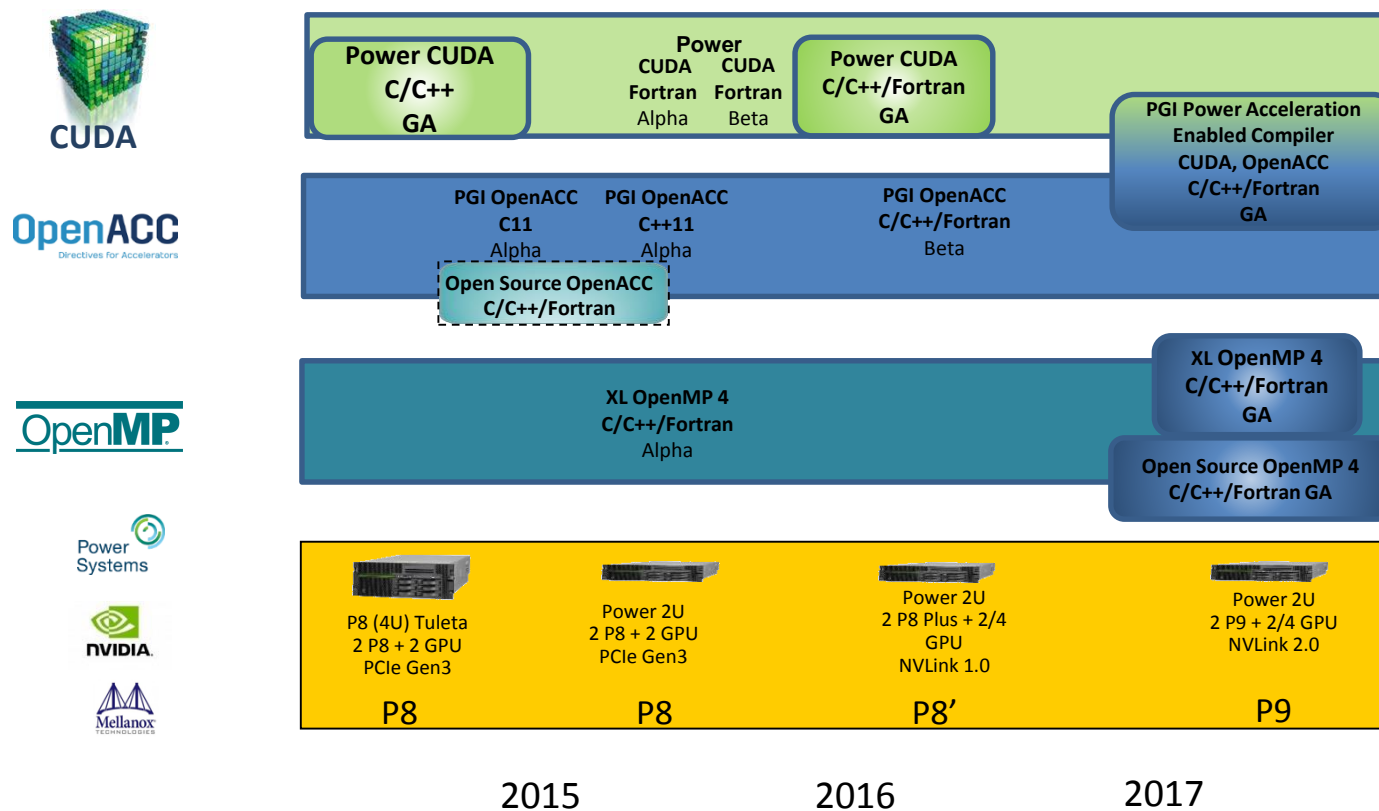 CUDA
Power CUDA
C/C++
GA
Power
CUDA
Fortran
Alpha
CUDA
Fortran
Beta
Power CUDA
C/C++/Fortran
GA
PGI Power Acceleration
Enabled Compiler
CUDA, OpenACC
C/C++/Fortran
GA
OpenACC
Directives for Accelerators
PGI OpenACC
C11
Alpha
PGI OpenACC
C++11
Alpha
PGI OpenACC
C/C++/Fortran
Beta
Open Source OpenACC
C/C++/Fortran
OpenMP
XL OpenMP 4
C/C++/Fortran
Alpha
XL OpenMP 4
C/C++/Fortran
GA
Open Source OpenMP 4
C/C++/Fortran GA
Power
Systems
NVIDIA.
Mellanox
TECHNOLOGIES
P8 (4U) Tuleta
2 P8 + 2 GPU
PCIe Gen3
P8
Power 2U
2 P8 + 2 GPU
PCIe Gen3
P8
Power 2U
2 P8 Plus + 2/4
GPU
NVLink 1.0
P8’
Power 2U
2 P9 + 2/4 GPU
NVLink 2.0
P9
2015
2016
2017